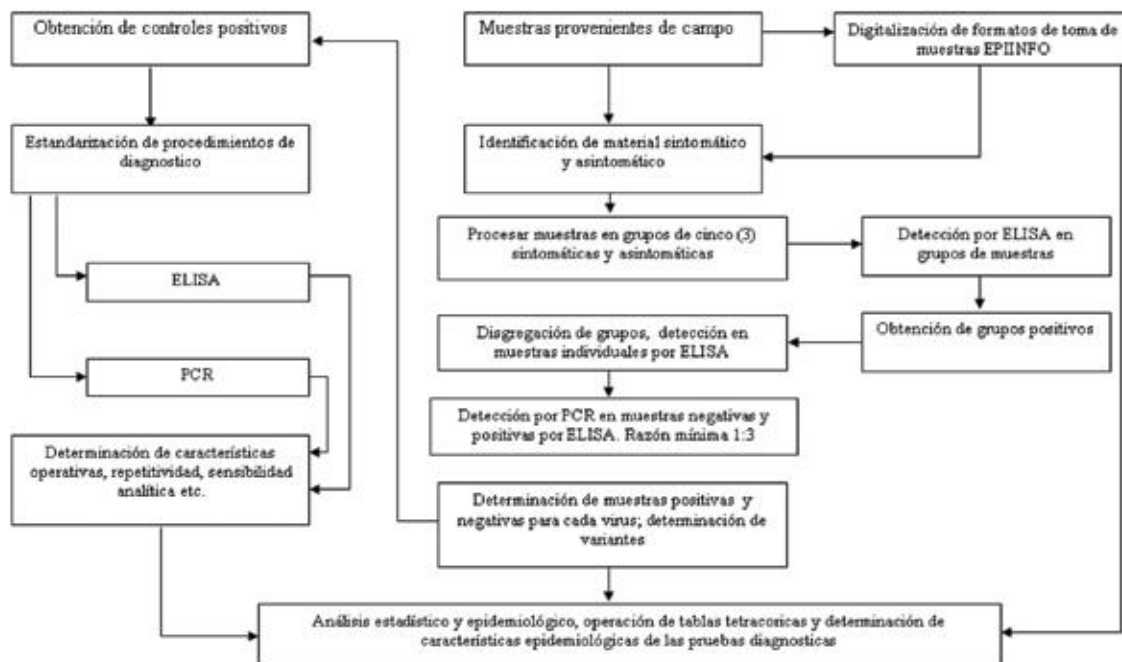 Obtención de controles positivos
Muestras provenientes de campo
Digitalización de formatos de toma de
muestras EPIINFO
Estandarización de procedimientos de
diagnostico
Identificación de material sintomático
y asintomático
Procesar muestras en grupos de cinco (3)
sintomáticas y asintomáticas
Detección por ELISA en
grupos de muestras
ELISA
Obtención de grupos positivos
Disgregación de grupos, detección en
muestras individuales por ELISA
PCR
Detección por PCR en muestras negativas y
positivas por ELISA. Razón mínima 1:3
Determinación de características
operativas, repetitividad, sensibilidad
analítica etc.
Determinación de muestras positivas y
negativas para cada virus; determinación de
variantes
Análisis estadístico y epidemiológico, operación de tablas tetracoricas y determinación de
características epidemiológicas de las pruebas diagnosticas